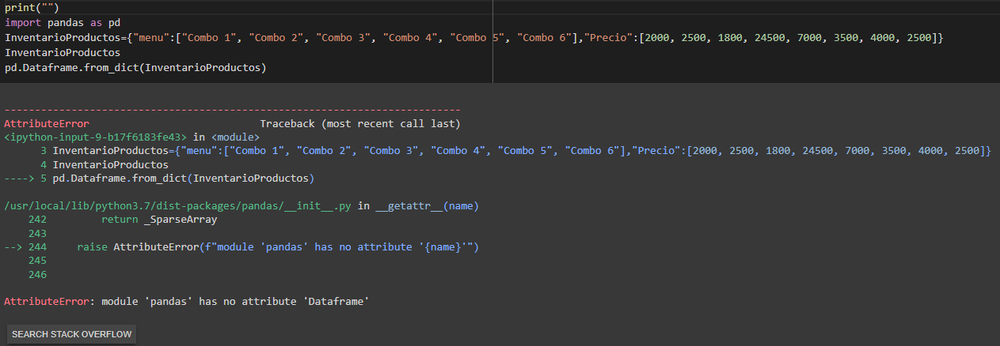 print("")
import pandas as pd
InventarioProductos={"menu":["Combo 1", "Combo 2", "Combo 3", "Combo 4", "Combo 5", "Combo 6"],"Precio":[2000, 2500, 1800, 24500, 7000, 3500, 4000, 2500]}
InventarioProductos
pd.Dataframe.from_dict(InventarioProductos)
---------------------------------------------------------------------------
AttributeError                            Traceback (most recent call last)
<ipython-input-9-b17f6183fe43> in <module>
      3 InventarioProductos={"menu":["Combo 1", "Combo 2", "Combo 3", "Combo 4", "Combo 5", "Combo 6"],"Precio":[2000, 2500, 1800, 24500, 7000, 3500, 4000, 2500]}
      4 InventarioProductos
----> 5 pd.Dataframe.from_dict(InventarioProductos)
/usr/local/lib/python3.7/dist-packages/pandas/__init__.py in __getattr__(name)
    242         return _SparseArray
    243
--> 244     raise AttributeError(f"module 'pandas' has no attribute '{name}'")
    245
    246
AttributeError: module 'pandas' has no attribute 'Dataframe'
SEARCH STACK OVERFLOW